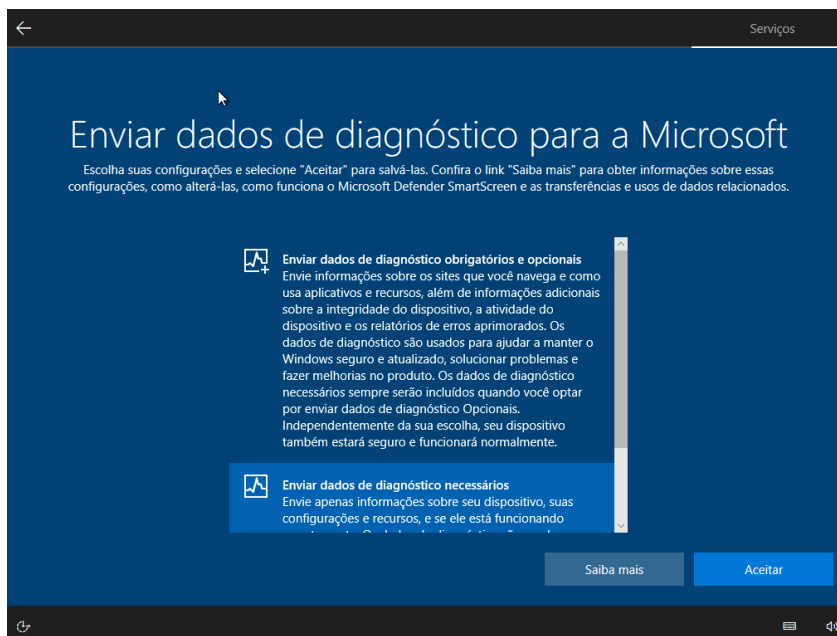 Serviços
Enviar dados de diagnóstico para a Microsoft
Escolha suas configurações e selecione "Aceitar" para salvá-las. Confira o link "Saiba mais" para obter informações sobre essas
configurações, como alterá-las, como funciona o Microsoft Defender SmartScreen e as transferências e usos de dados relacionados.
Enviar dados de diagnóstico obrigatórios e opcionais
Envie informações sobre os sites que você navega e como
usa aplicativos e recursos, além de informações adicionais
sobre a integridade do dispositivo, a atividade do
dispositivo e os relatórios de erros aprimorados. Os
dados de diagnóstico são usados para ajudar a manter o
Windows seguro e atualizado, solucionar problemas e
fazer melhorias no produto. Os dados de diagnóstico
necessários sempre serão incluídos quando você optar
por enviar dados de diagnóstico Opcionais.
Independentemente da sua escolha, seu dispositivo
também estará seguro e funcionará normalmente.
Enviar dados de diagnóstico necessários
Envie apenas informações sobre seu dispositivo, suas
configurações e recursos, e se ele está funcionando
Saiba mais
Aceitar